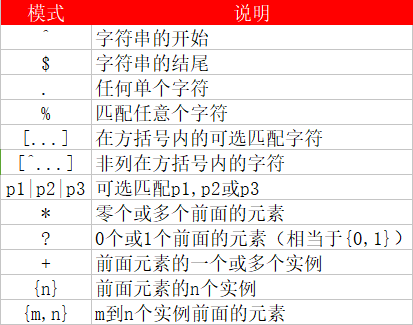 模式 说明
^ 字符串的开始
$ 字符串的结尾
. 任何单个字符
% 匹配任意个字符
[...] 在方括号内的可选匹配字符
[^...] 非列在方括号内的字符
p1|p2|p3 可选匹配p1,p2或p3
* 零个或多个前面的元素
? 0个或1个前面的元素（相当于{0,1}）
+ 前面元素的一个或多个实例
{n} 前面元素的n个实例
{m,n} m到n个实例前面的元素